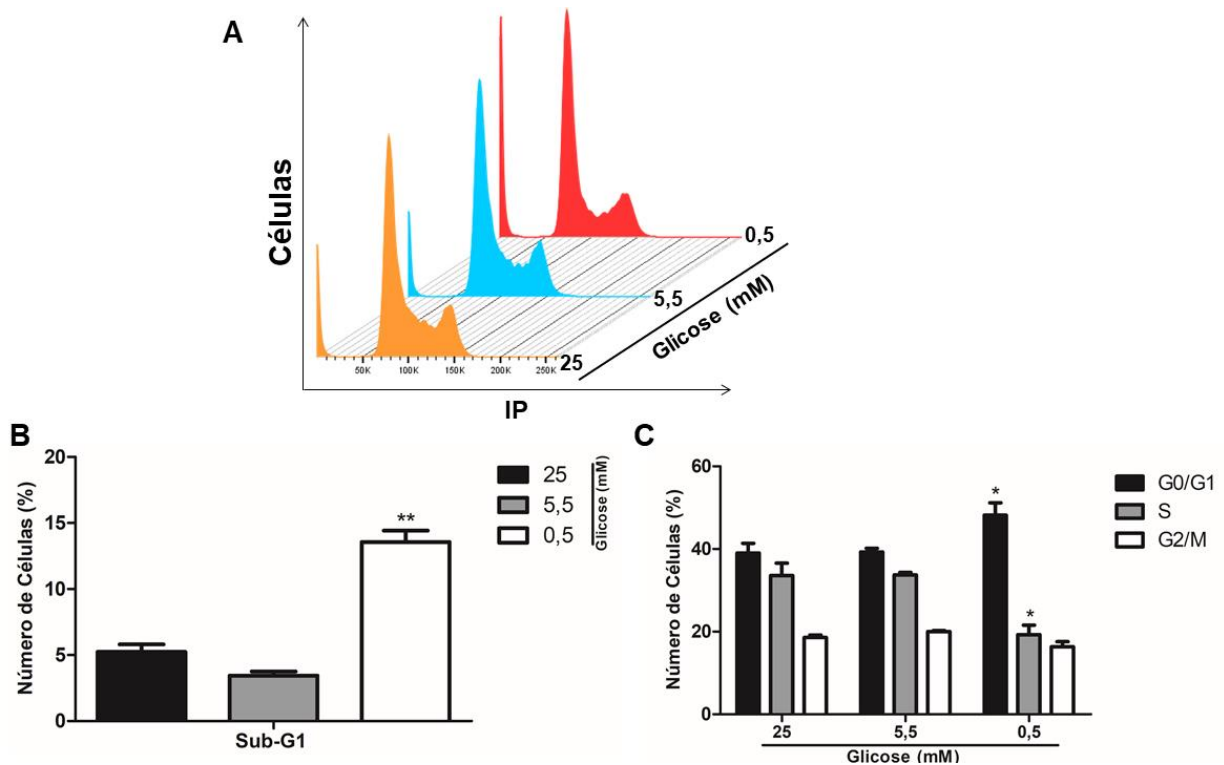 A
Células
0,5
5,5
25
Glicose (mM)
50K 100K 150K 200K 250K
IP
B
Número de Células (%)
20
15
10
5
0
**
Sub-G1
25
5,5
0,5
Glicose (mM)
C
Número de Células (%)
60
40
20
0
*
*
25 5,5 0,5
Glicose (mM)
G0/G1
S
G2/M